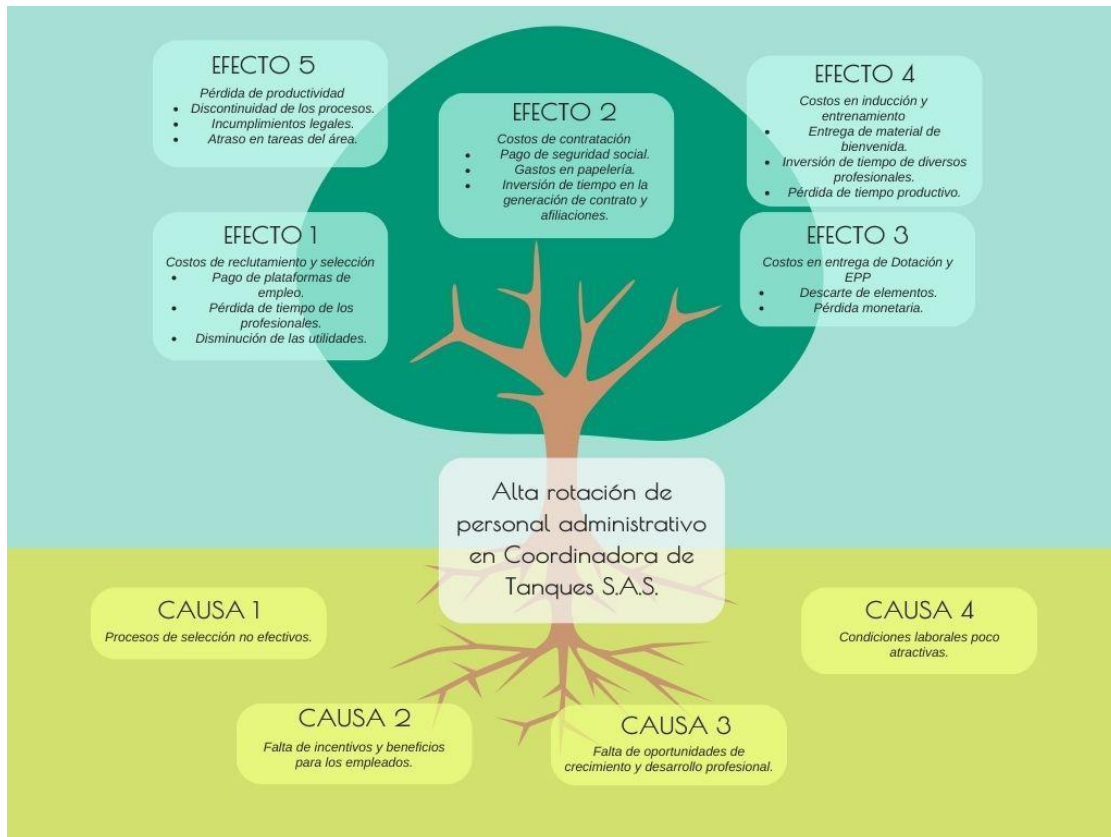 EFECTO 5
Pérdida de productividad
• Discontinuidad de los procesos.
• Incumplimientos legales.
• Atraso en tareas del área.
EFECTO 2
Costos de contratación
• Pago de seguridad social.
• Gastos en papelería.
• Inversión de tiempo en la
generación de contrato y
afiliaciones.
EFECTO 4
Costos en inducción y
entrenamiento
• Entrega de material de
bienvenida.
• Inversión de tiempo de diversos
profesionales.
• Pérdida de tiempo productivo.
EFECTO 1
Costos de reclutamiento y selección
• Pago de plataformas de
empleo.
• Pérdida de tiempo de los
profesionales.
• Disminución de las utilidades.
EFECTO 3
Costos en entrega de Dotación y
EPP
• Descarte de elementos.
• Pérdida monetaria.
Alta rotación de
personal administrativo
en Coordinadora de
Tanques S.A.S.
CAUSA 1
Procesos de selección no efectivos.
CAUSA 4
Condiciones laborales poco
atractivas.
CAUSA 2
Falta de incentivos y beneficios
para los empleados.
CAUSA 3
Falta de oportunidades de
crecimiento y desarrollo profesional.